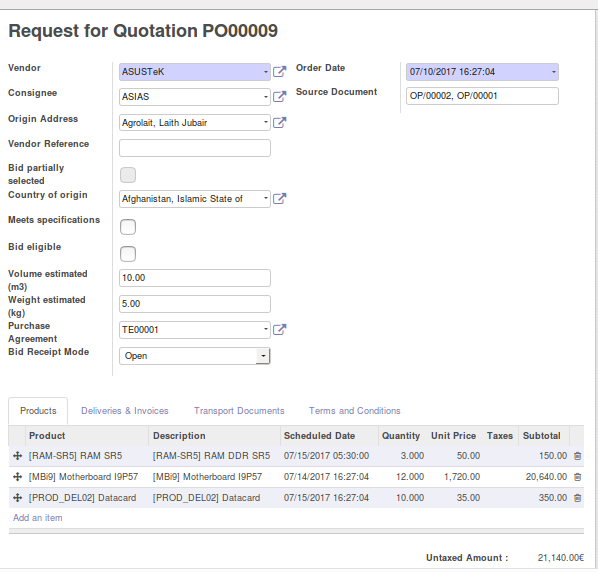 Request for Quotation PO00009
Vendor ASUSTeK Order Date 07/10/2017 16:27:04
Consignee ASIAS Source Document OP/00002, OP/00001
Origin Address Agrolait, Laith Jubair
Vendor Reference
Bid partially
selected
Country of origin Afghanistan, Islamic State of
Meets specifications
Bid eligible
Volume estimated
(m3) 10.00
Weight estimated
(kg) 5.00
Purchase
Agreement TE00001
Bid Receipt Mode Open
Products Deliveries & Invoices Transport Documents Terms and Conditions
Product Description Scheduled Date Quantity Unit Price Taxes Subtotal
[RAM-SR5] RAM SR5 [RAM-SR5] RAM DDR SR5 07/15/2017 05:30:00 3.000 50.00 150.00
[MBi9] Motherboard I9P57 [MBi9] Motherboard I9P57 07/14/2017 16:27:04 12.000 1,720.00 20,640.00
[PROD_DEL02] Datacard [PROD_DEL02] Datacard 07/15/2017 16:27:04 10.000 35.00 350.00
Add an item
Untaxed Amount : 21,140.00€